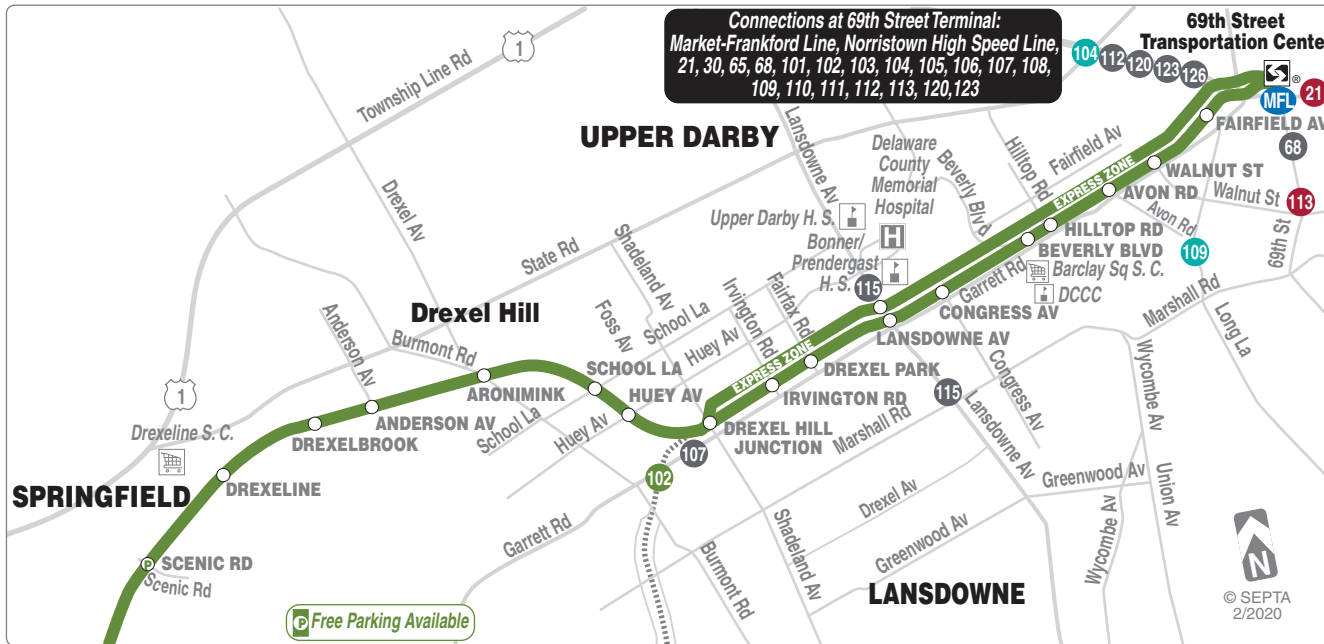 Connections at 69th Street Terminal:
Market-Frankford Line, Norristown High Speed Line,
21, 30, 65, 68, 101, 102, 103, 104, 105, 106, 107, 108,
109, 110, 111, 112, 113, 120,123
69th Street
Transportation Cente
1
Township Line Rd
104
112
120
123
126
®
MFL
21
FAIRFIELD AV
68
UPPER DARBY
Lansdowne Av
Delaware
County
Memorial
Hospital
H
Beverly Blvd
Hilltop Rd
Fairfield Av
EXPRESS ZONE
WALNUT ST
AVON RD
Walnut St
113
Avon Rd
69th St
109
HILLTOP RD
BEVERLY BLVD
Upper Darby H. S.
Bonner/
Prendergast
H. S.
115
Garrett Rd
Barclay Sq S. C.
DCCC
CONGRESS AV
LANSDOWNE AV
Marshall Rd
Long La
Drexel Av
State Rd
Shadeland Av
Drexel Hill
Foss Av
School La
Huey Av
Irvington Rd
Fairfax Rd
EXPRESS ZONE
DREXEL PARK
IRVINGTON RD
Anderson Av
Burmont Rd
SCHOOL LA
HUEY AV
ARONIMINK
ANDERSON AV
DREXELBROOK
School La
Huey Av
DREXEL HILL
JUNCTION
107
102
Marshall Rd
115
Congress Av
Lansdowne Av
Wycombe Av
1
Drexeline S. C.
SPRINGFIELD
DREXELINE
Garrett Rd
Drexel Av
Greenwood Av
Greenwood Av
Union Av
Wycombe Av
Shadeland Av
Burmont Rd
P
SCENIC RD
Scenic Rd
P
Free Parking Available
LANSDOWNE
N
© SEPTA
2/2020